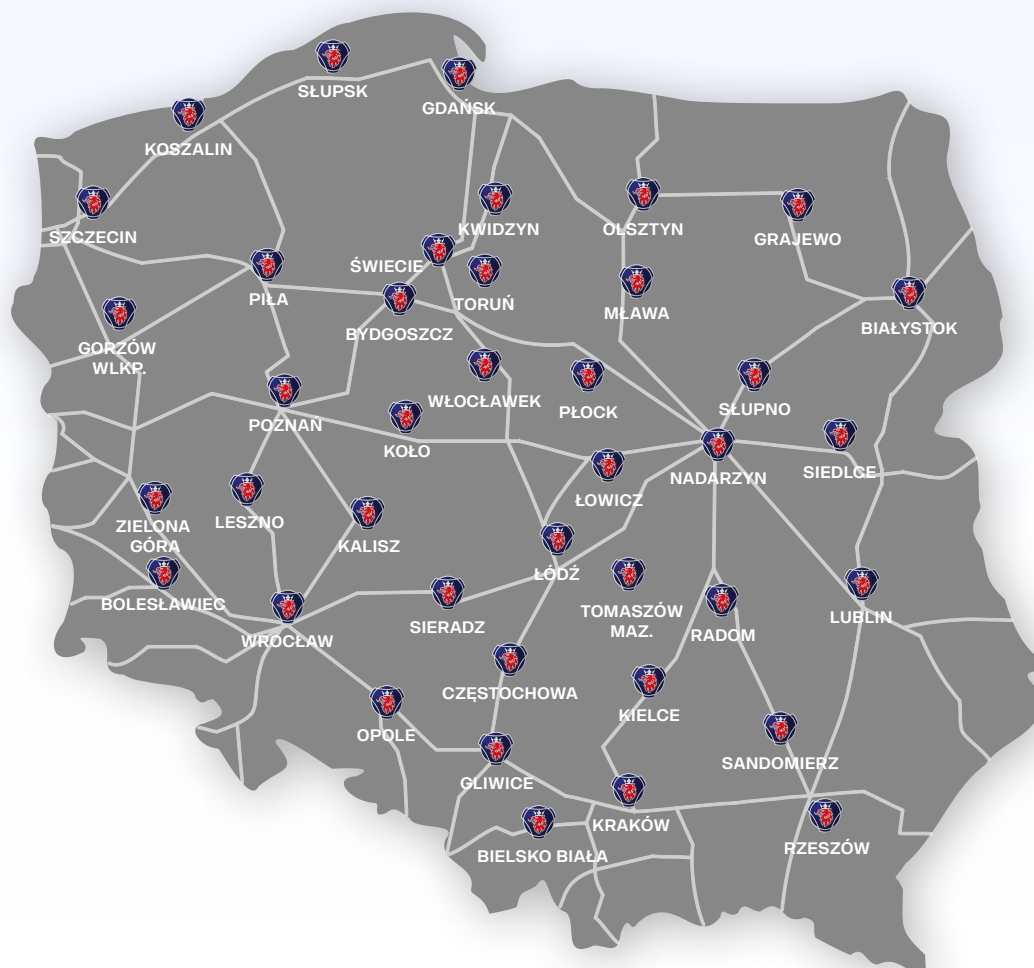 SŁUPSK
GDAŃSK
KOSZALIN
SZCZECIN
KWIDZYN
OLSZTYN
GRAJEWO
ŚWIECIE
PIŁA
TORUŃ
MŁAWA
BYDGOSZCZ
BIAŁYSTOK
GORZÓW
WLKP.
WŁOCŁAWEK
PŁOCK
SŁUPNO
POZNAŃ
KOŁO
NADARZYN
SIEDLCE
ŁOWICZ
ZIELONA
GÓRA
LESZNO
KALISZ
ŁÓDŹ
BOLESŁAWIEC
TOMASZÓW
MAZ.
LUBLIN
SIERADZ
RADOM
WROCŁAW
CZĘSTOCHOWA
KIELCE
OPOLE
SANDOMIERZ
GLIWICE
KRAKÓW
RZESZÓW
BIELSKO BIAŁA